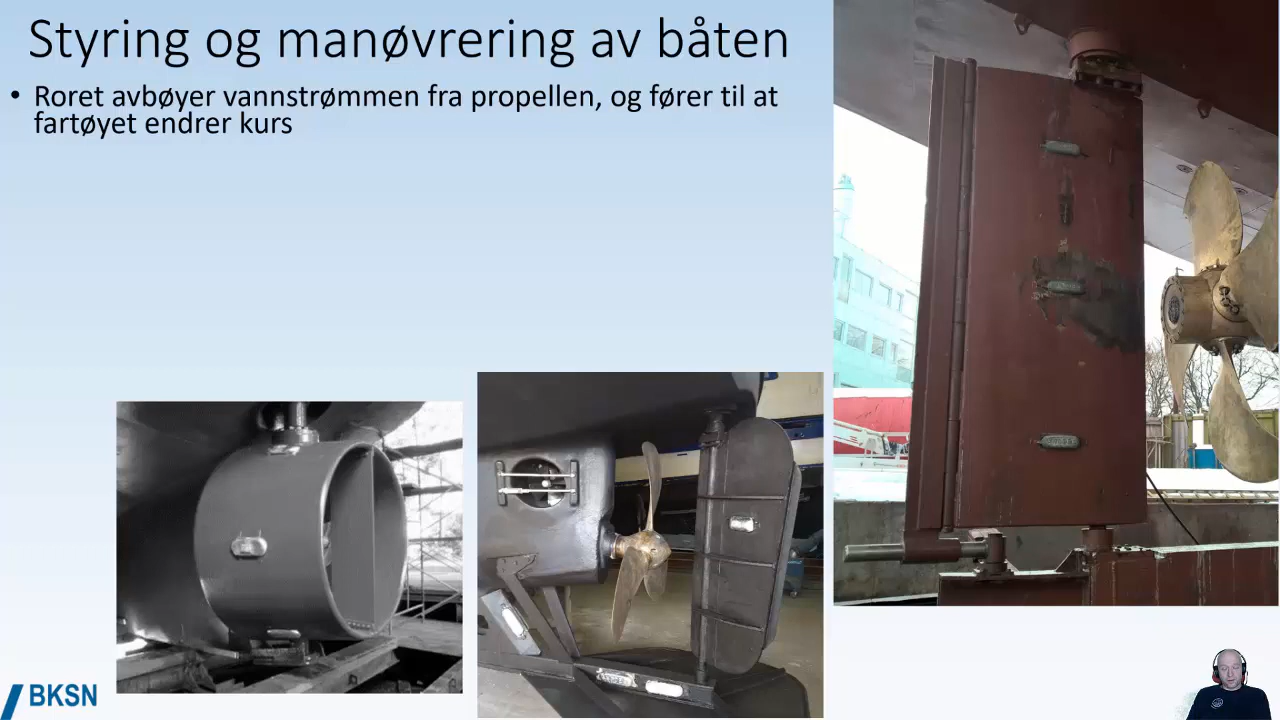 Styring og manøvrering av båten
• Roret avbøyer vannstrømmen fra propellen, og fører til at
fartøyet endrer kurs
BKSN